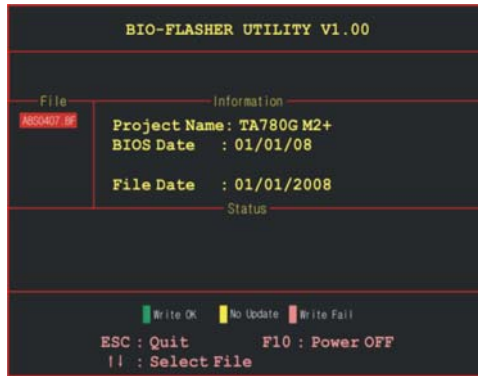 BIO-FLASHER UTILITY V1.00
File
Information
ABS0407.BF
Project Name: TA780G M2+
BIOS Date : 01/01/08
File Date : 01/01/2008
Status
Write OK No Update Write Fail
ESC : Quit F10 : Power OFF
↑↓ : Select File